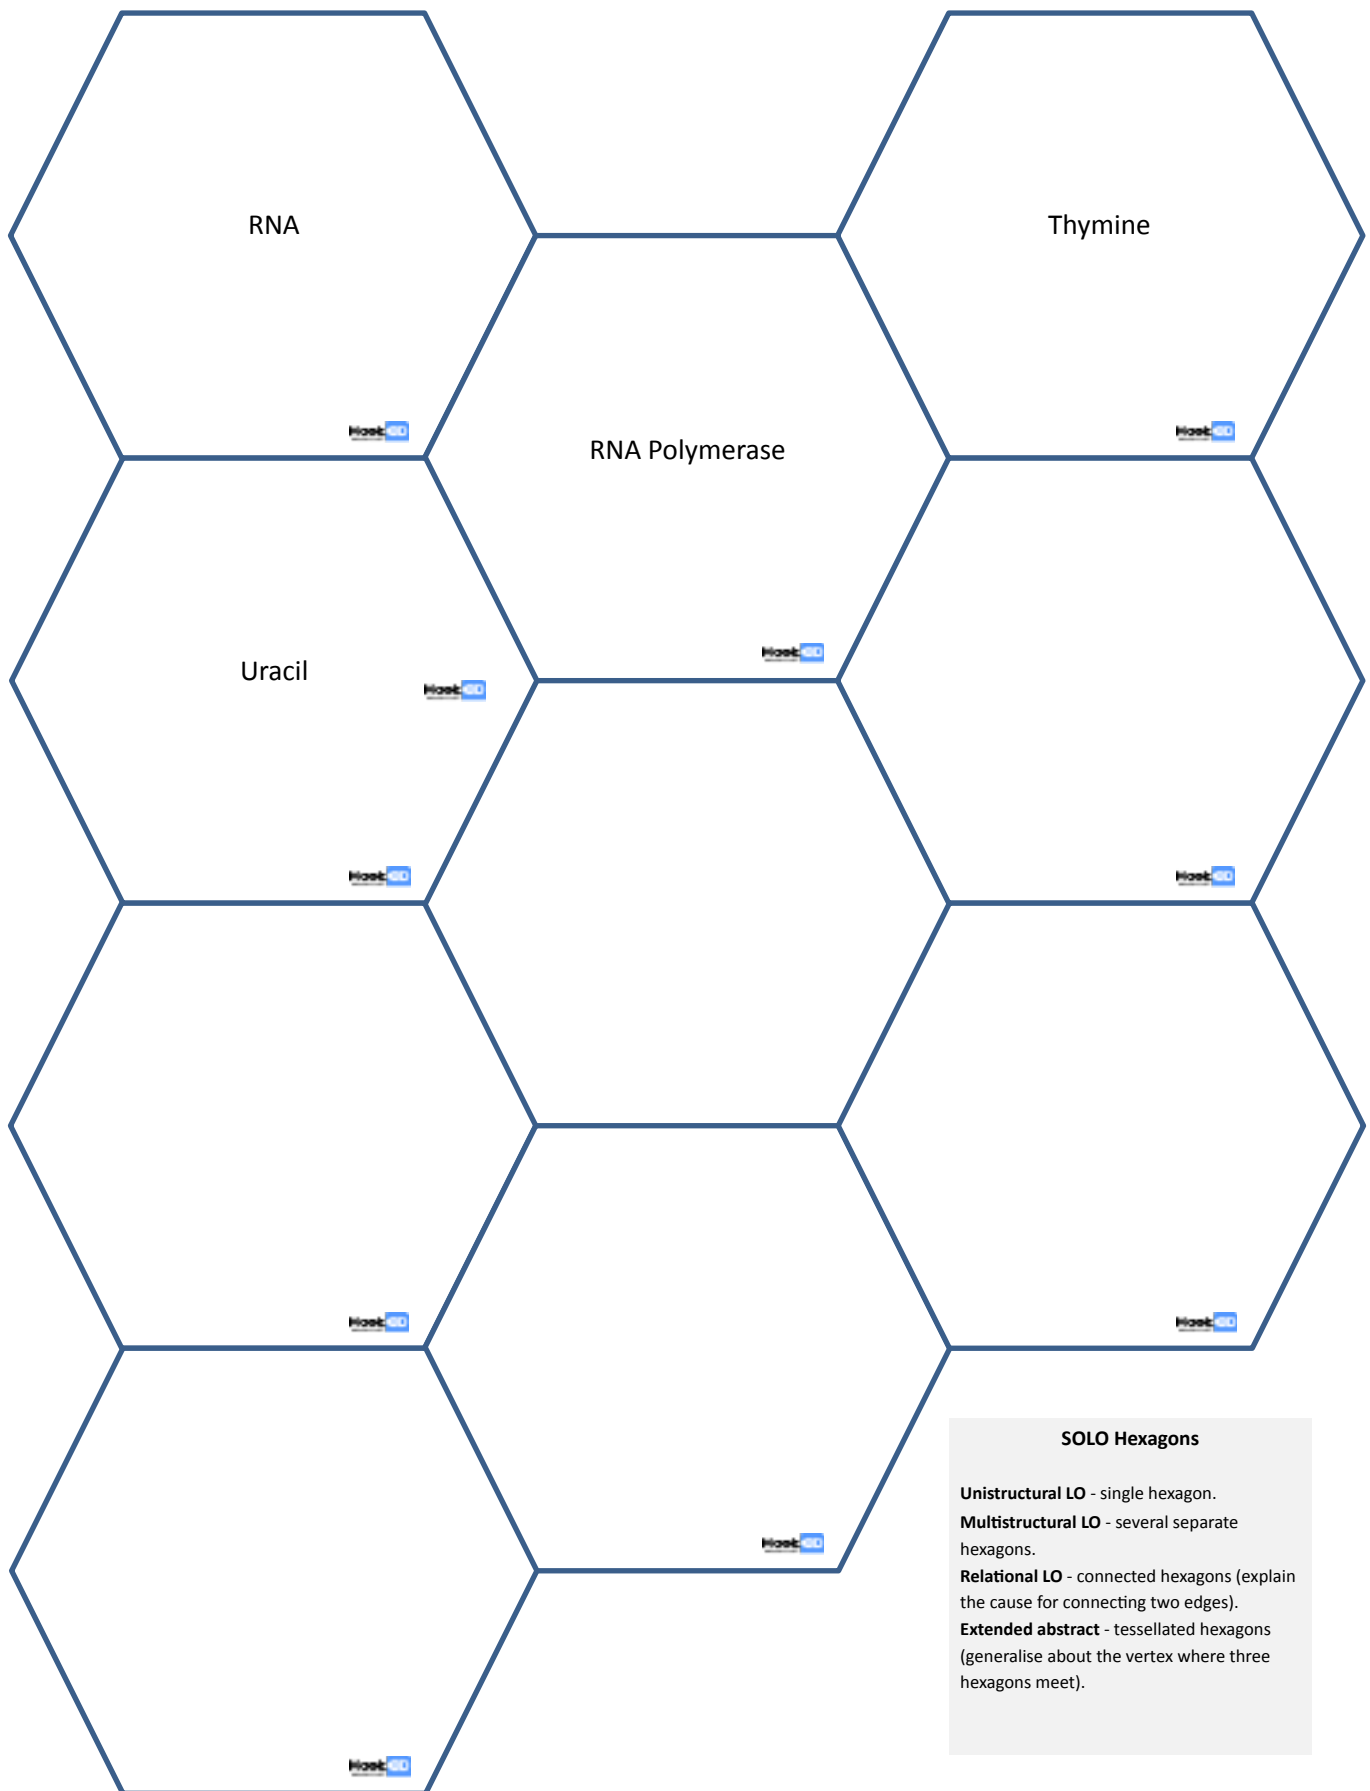 RNA
Thymine
RNA Polymerase
Uracil
SOLO Hexagons
Unistructural LO - single hexagon.
Multistructural LO - several separate
hexagons.
Relational LO - connected hexagons (explain
the cause for connecting two edges).
Extended abstract - tessellated hexagons
(generalise about the vertex where three
hexagons meet).